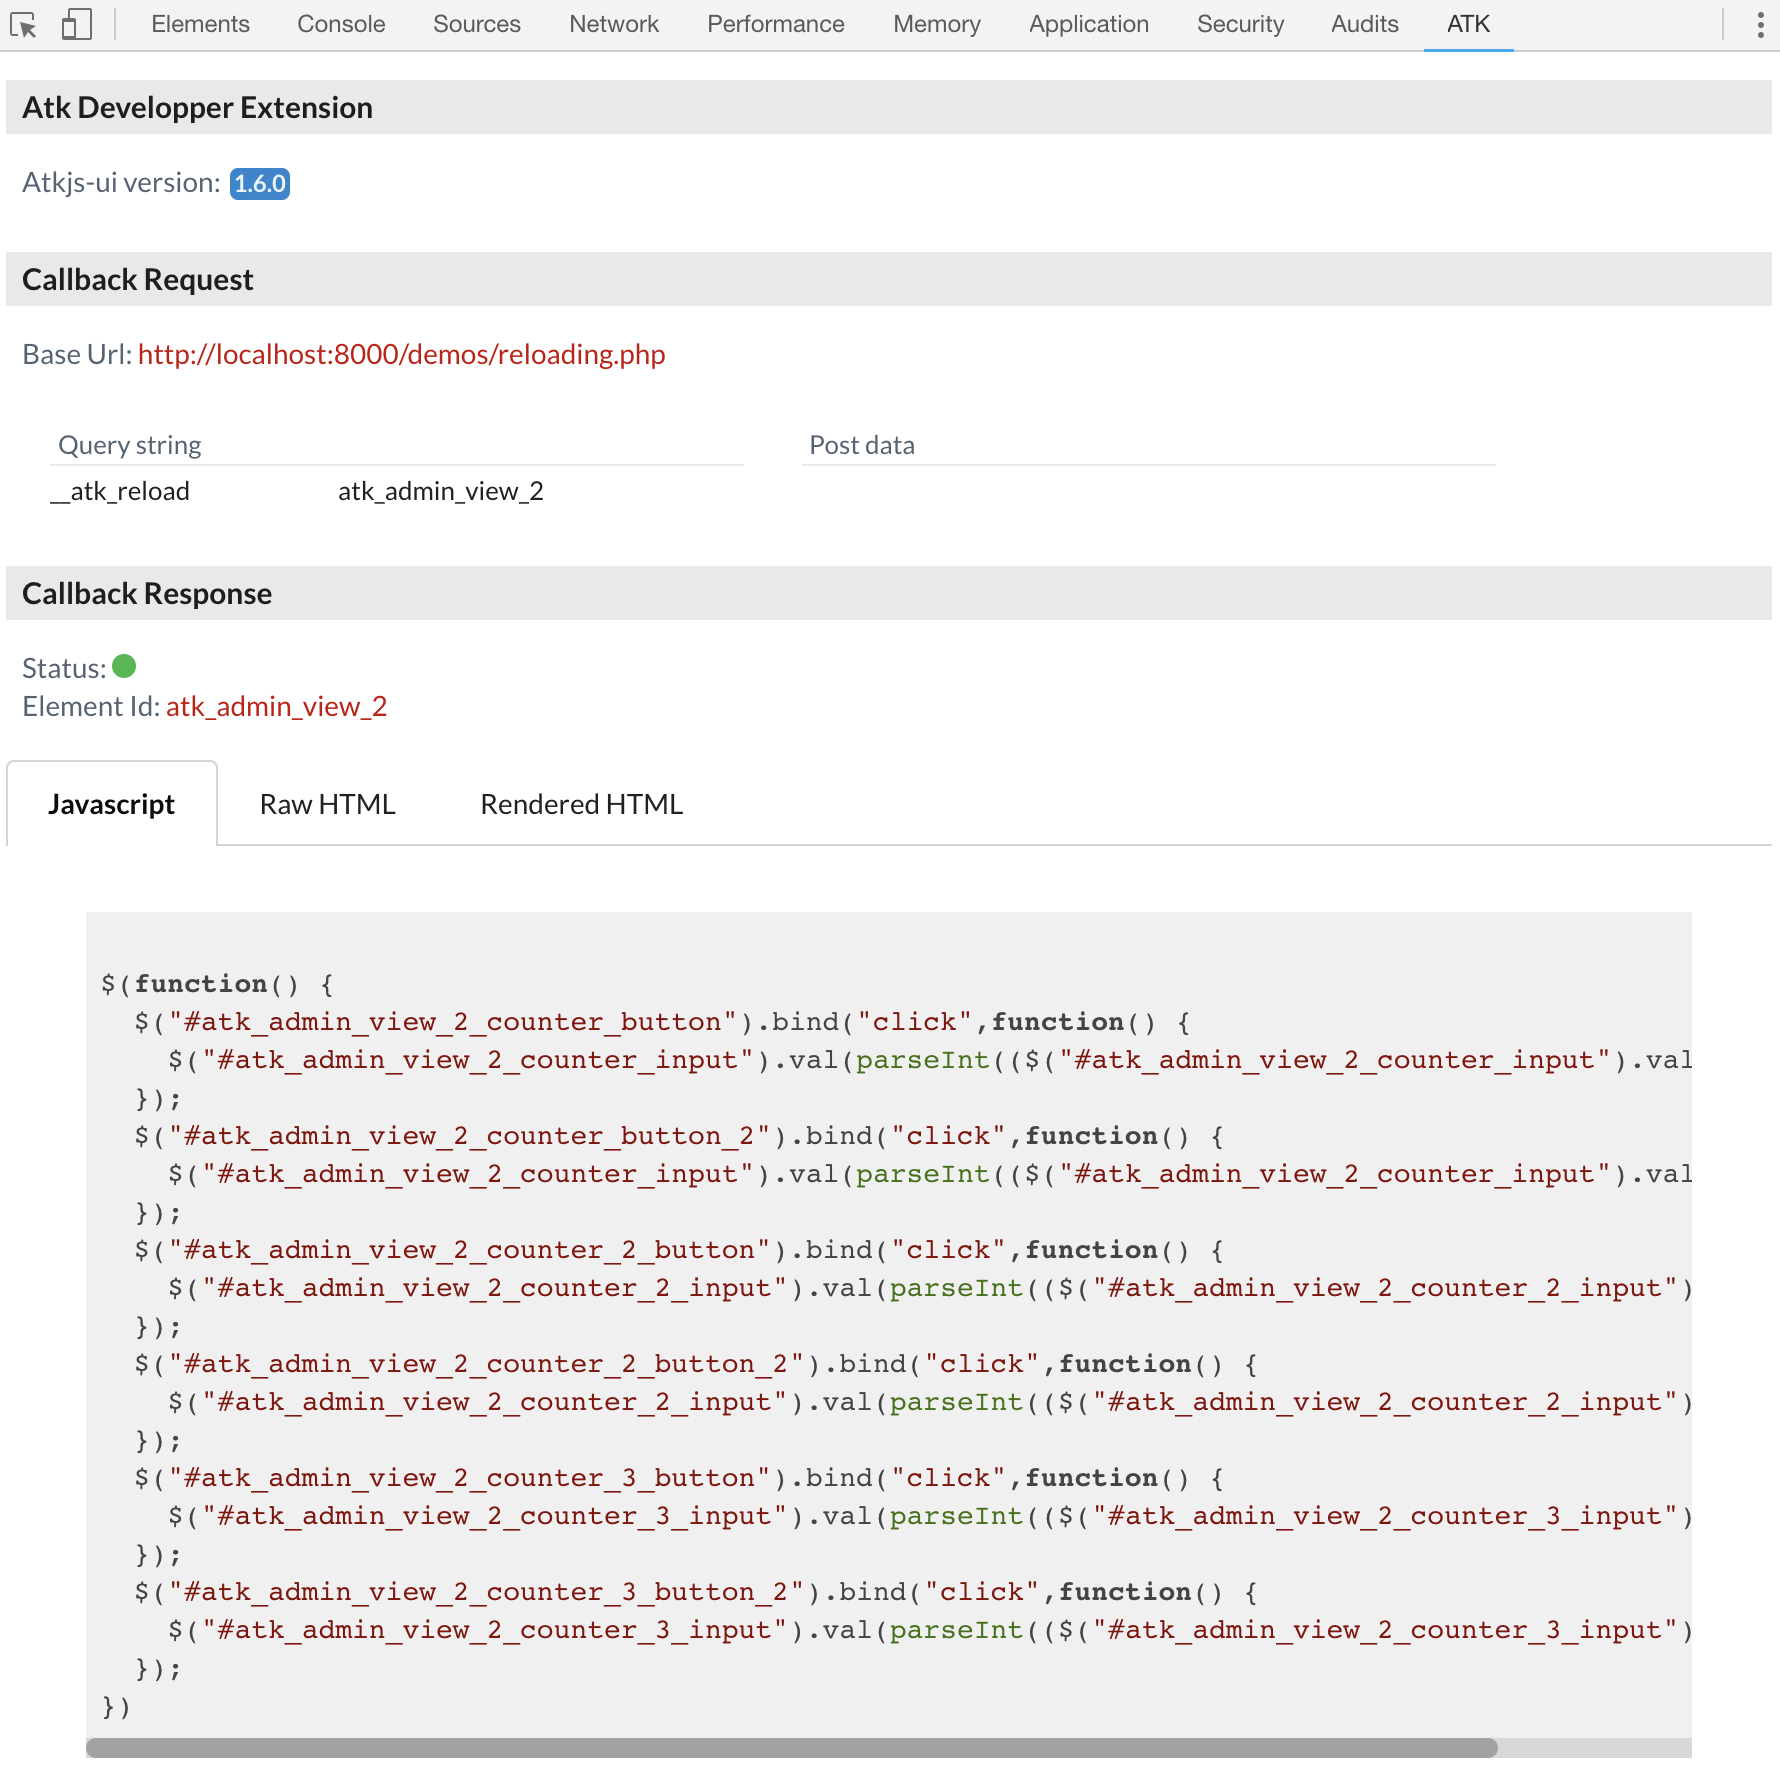 Elements Console Sources Network Performance Memory Application Security Audits ATK
Atk Developper Extension
Atkjs-ui version: 1.6.0
Callback Request
Base Url: http://localhost:8000/demos/reloading.php
Query string Post data
__atk_reload atk_admin_view_2
Callback Response
Status:
Element Id: atk_admin_view_2
Javascript Raw HTML Rendered HTML
$(function() {
  $("#atk_admin_view_2_counter_button").bind("click",function() {
    $("#atk_admin_view_2_counter_input").val(parseInt(($("#atk_admin_view_2_counter_input").val
  });
  $("#atk_admin_view_2_counter_button_2").bind("click",function() {
    $("#atk_admin_view_2_counter_input").val(parseInt(($("#atk_admin_view_2_counter_input").val
  });
  $("#atk_admin_view_2_counter_2_button").bind("click",function() {
    $("#atk_admin_view_2_counter_2_input").val(parseInt(($("#atk_admin_view_2_counter_2_input")
  });
  $("#atk_admin_view_2_counter_2_button_2").bind("click",function() {
    $("#atk_admin_view_2_counter_2_input").val(parseInt(($("#atk_admin_view_2_counter_2_input")
  });
  $("#atk_admin_view_2_counter_3_button").bind("click",function() {
    $("#atk_admin_view_2_counter_3_input").val(parseInt(($("#atk_admin_view_2_counter_3_input")
  });
  $("#atk_admin_view_2_counter_3_button_2").bind("click",function() {
    $("#atk_admin_view_2_counter_3_input").val(parseInt(($("#atk_admin_view_2_counter_3_input")
  });
})